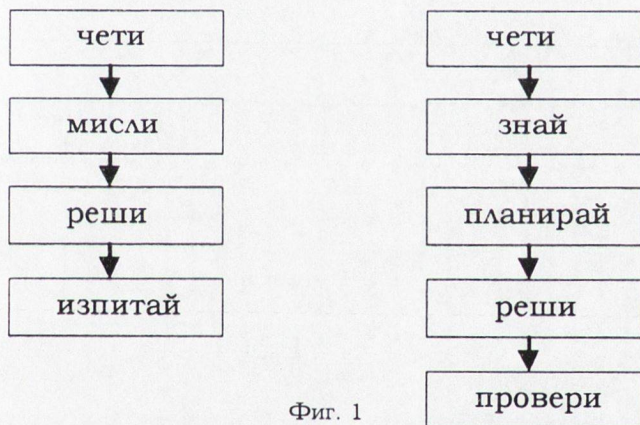 чети
мисли
реши
изпитай
чети
знай
планирай
реши
провери
Фиг. 1